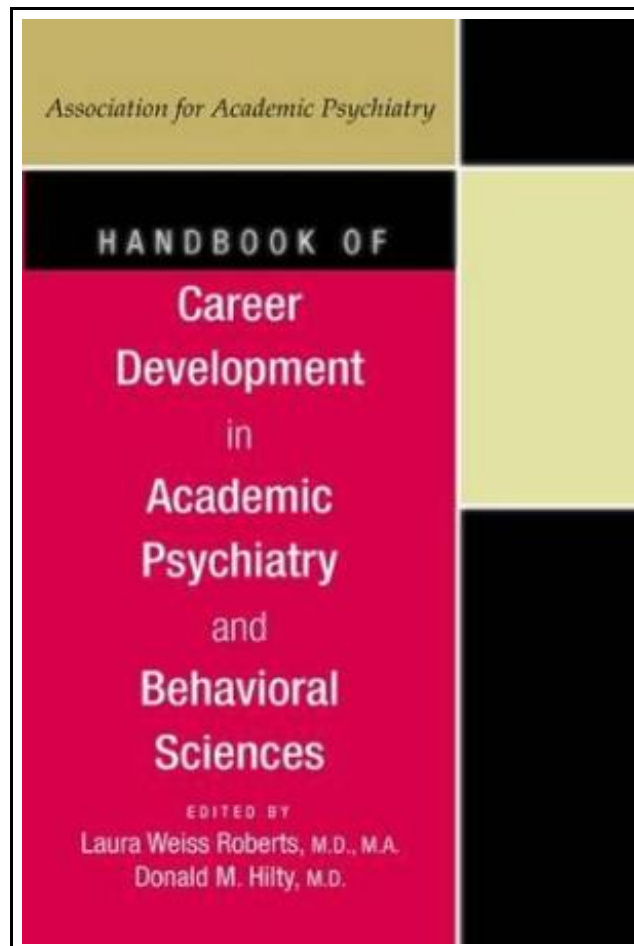 Association for Academic Psychiatry
HANDBOOK OF
Career
Development
in
Academic
Psychiatry
and
Behavioral
Sciences
EDITED BY
Laura Weiss Roberts, M.D., M.A.
Donald M. Hilty, M.D.